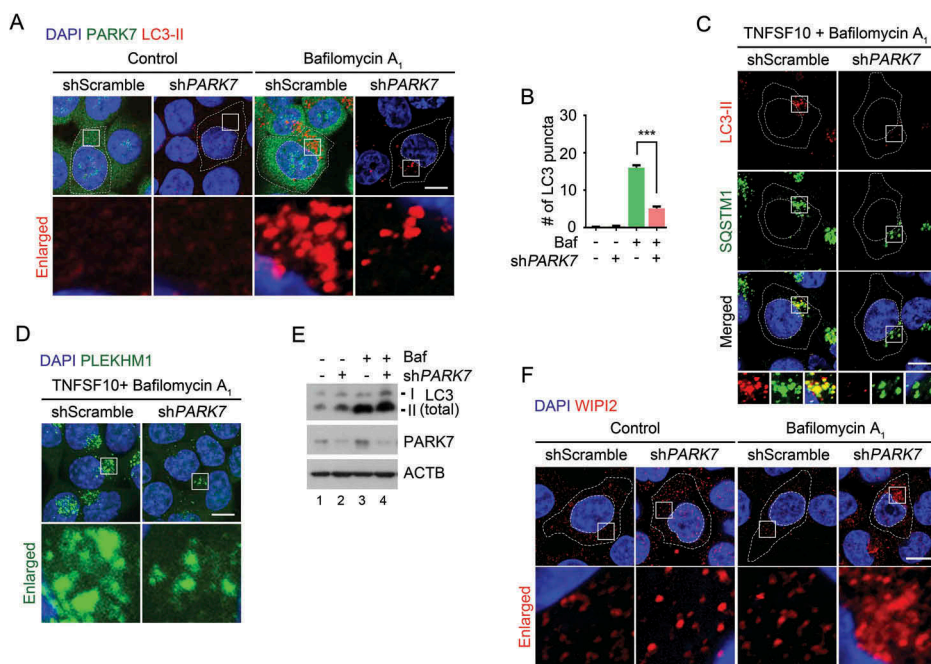 A
DAPI PARK7 LC3-II
Control Bafilomycin A1
shScramble shPARK7 shScramble shPARK7
Enlarged
B
***
30
20
10
0
# of LC3 puncta
Baf - - + +
shPARK7 - + - +
C
TNFSF10 + Bafilomycin A1
shScramble shPARK7
LC3-II
SQSTM1
Merged
D
DAPI PLEKHM1
TNFSF10+ Bafilomycin A1
shScramble shPARK7
Enlarged
E
- - + + Baf
- + - + shPARK7
- I LC3
- II (total)
PARK7
ACTB
1 2 3 4
F
DAPI WIPI2
Control Bafilomycin A1
shScramble shPARK7 shScramble shPARK7
Enlarged